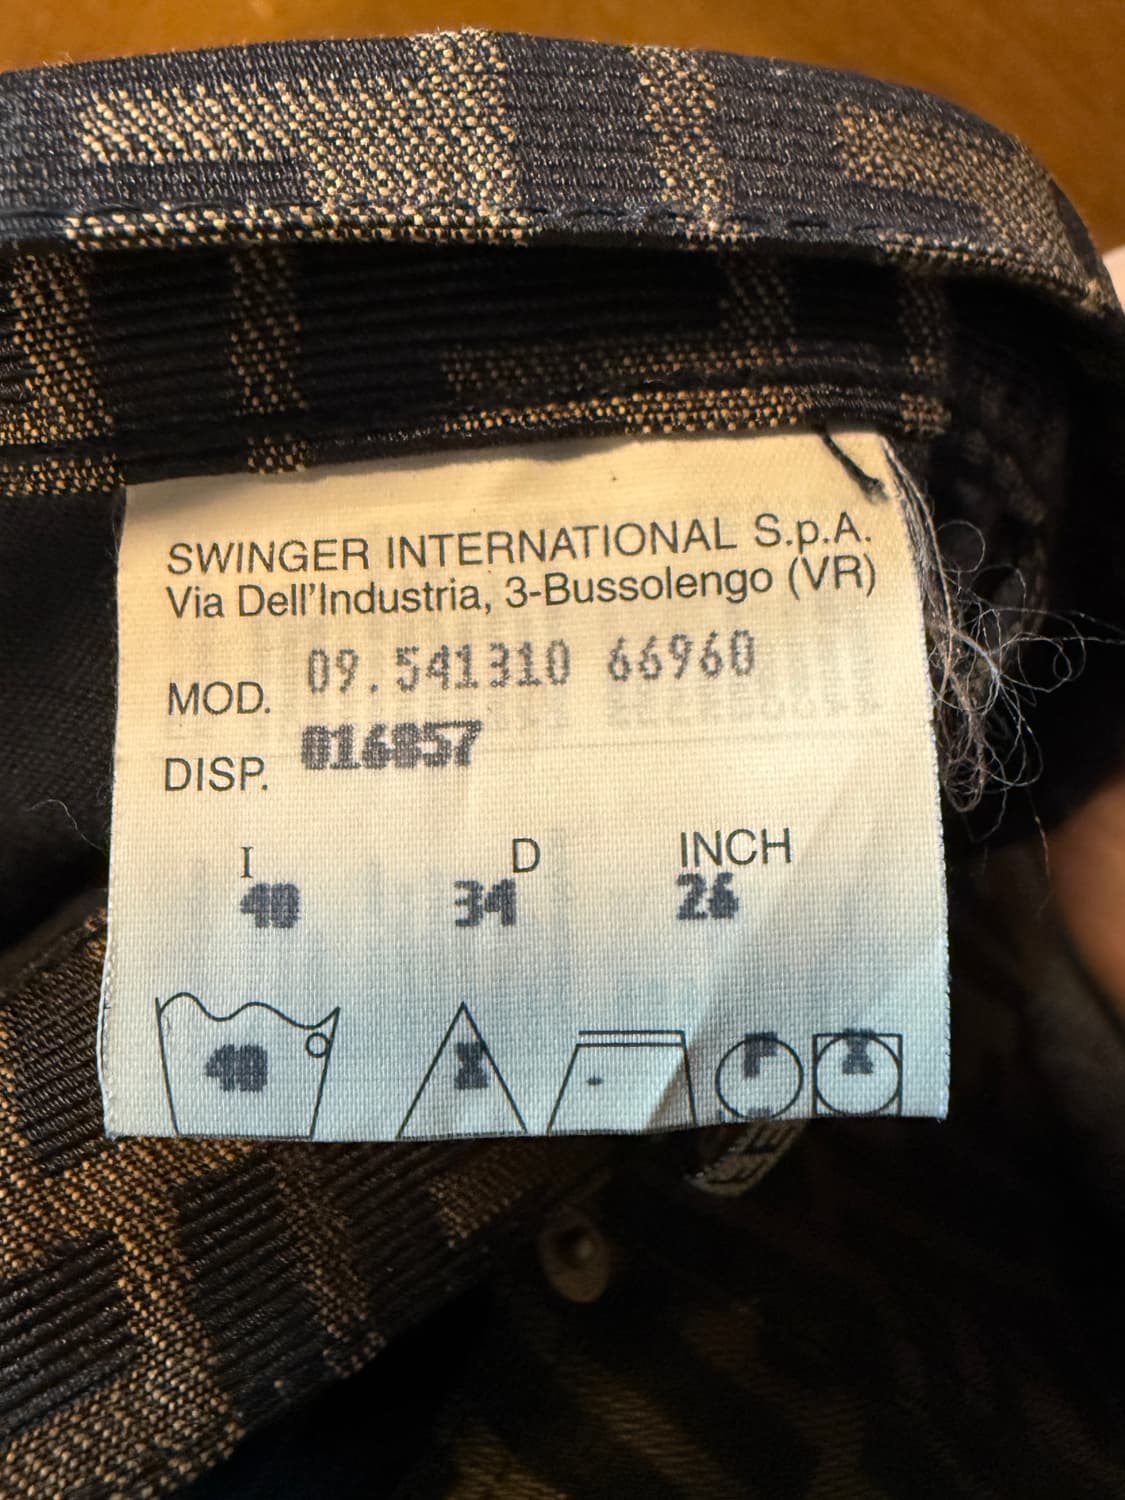 SWINGER INTERNATIONAL S.p.A.
Via Dell'Industria, 3-Bussolengo (VR)
MOD. 09.541310 66960
DISP. 016857
I D INCH
40 34 26
40 X F X